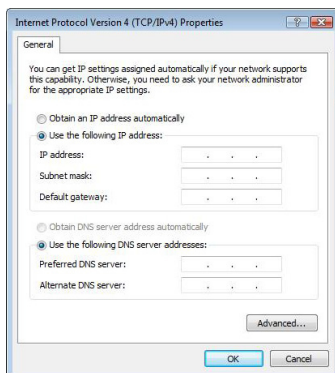 Internet Protocol Version 4 (TCP/IPv4) Properties
General
You can get IP settings assigned automatically if your network supports
this capability. Otherwise, you need to ask your network administrator
for the appropriate IP settings.
Obtain an IP address automatically
Use the following IP address:
IP address:
Subnet mask:
Default gateway:
Obtain DNS server address automatically
Use the following DNS server addresses:
Preferred DNS server:
Alternate DNS server:
Advanced...
OK
Cancel